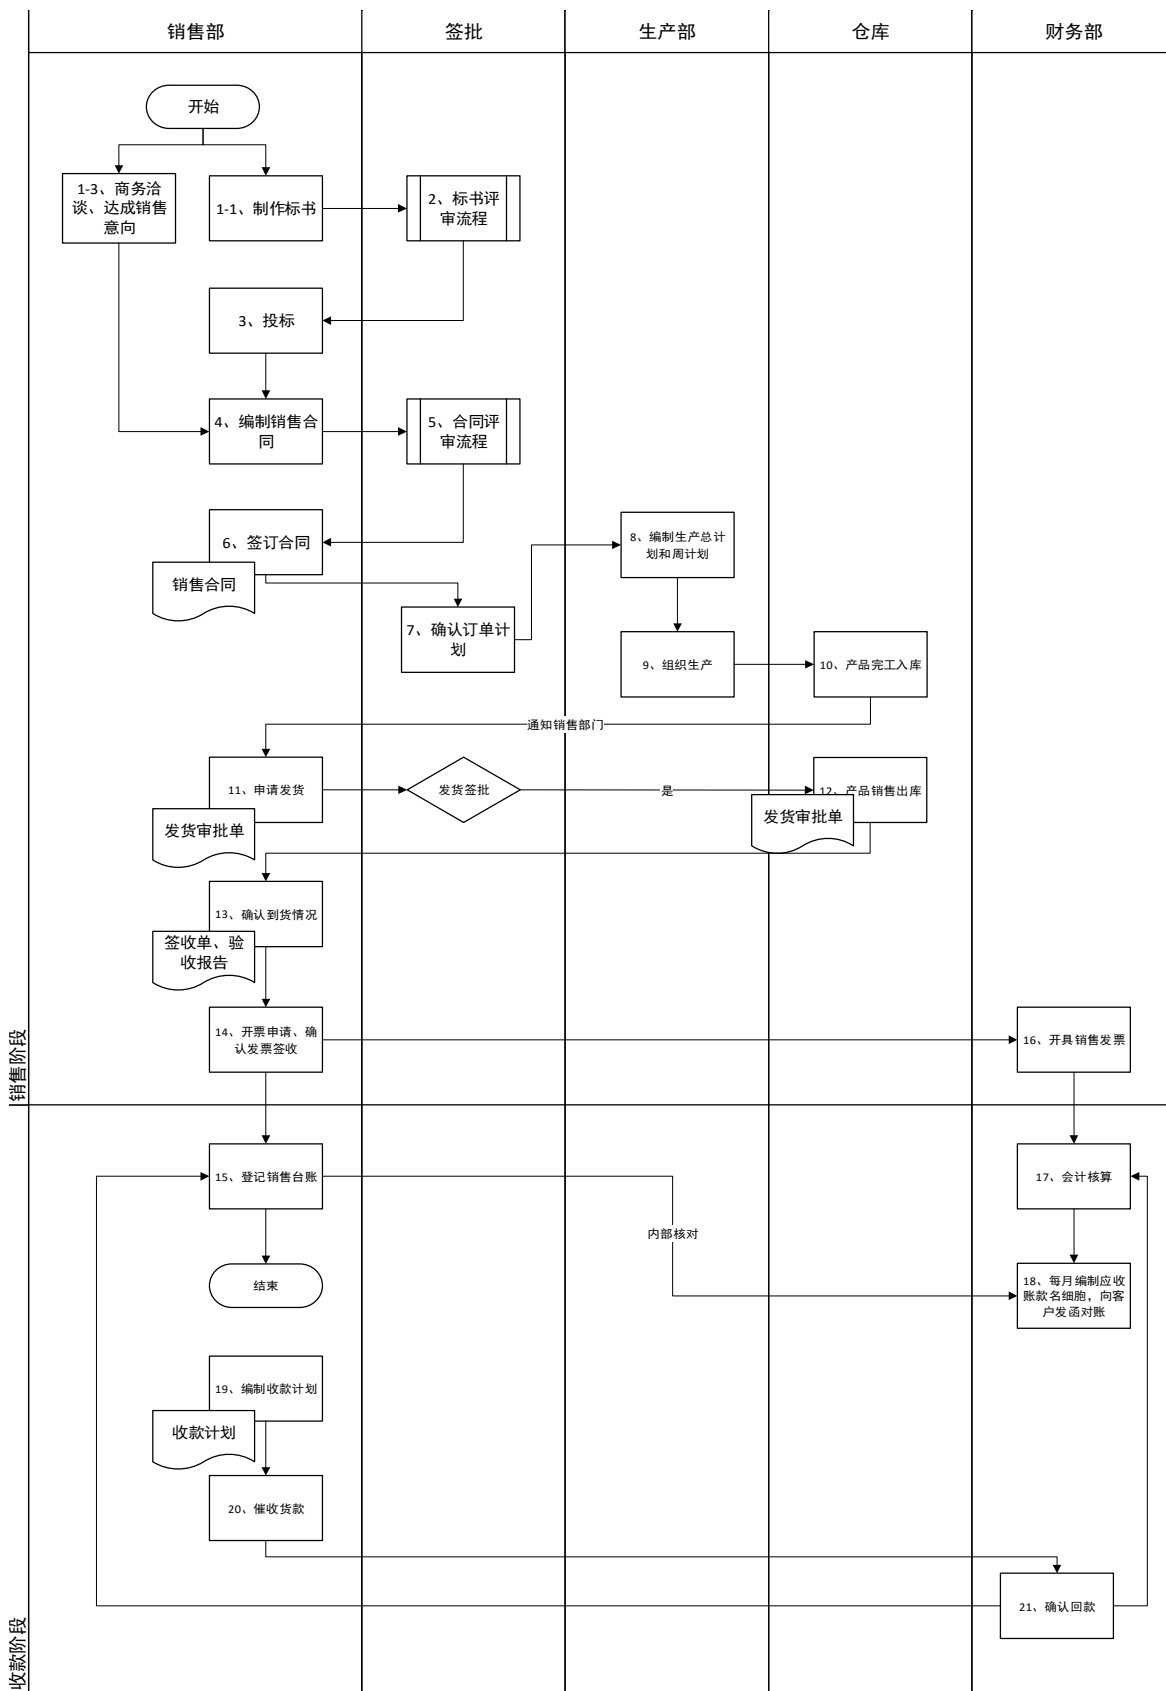 销售部
签批
生产部
仓库
财务部
开始
1-3、商务洽
谈、达成销售
意向
1-1、制作标书
2、标书评
审流程
3、投标
4、编制销售合
同
5、合同评
审流程
6、签订合同
销售合同
7、确认订单计
划
8、编制生产总计
划和周计划
9、组织生产
10、产品完工入库
通知销售部门
11、申请发货
发货审批单
发货签批
是
12、产品销售出库
发货审批单
13、确认到货情况
签收单、验
收报告
14、开票申请、确
认发票签收
16、开具销售发票
销售阶段
15、登记销售台账
17、会计核算
内部核对
结束
18、每月编制应收
账款名细胞，向客
户发函对账
19、编制收款计划
收款计划
20、催收货款
21、确认回款
收款阶段